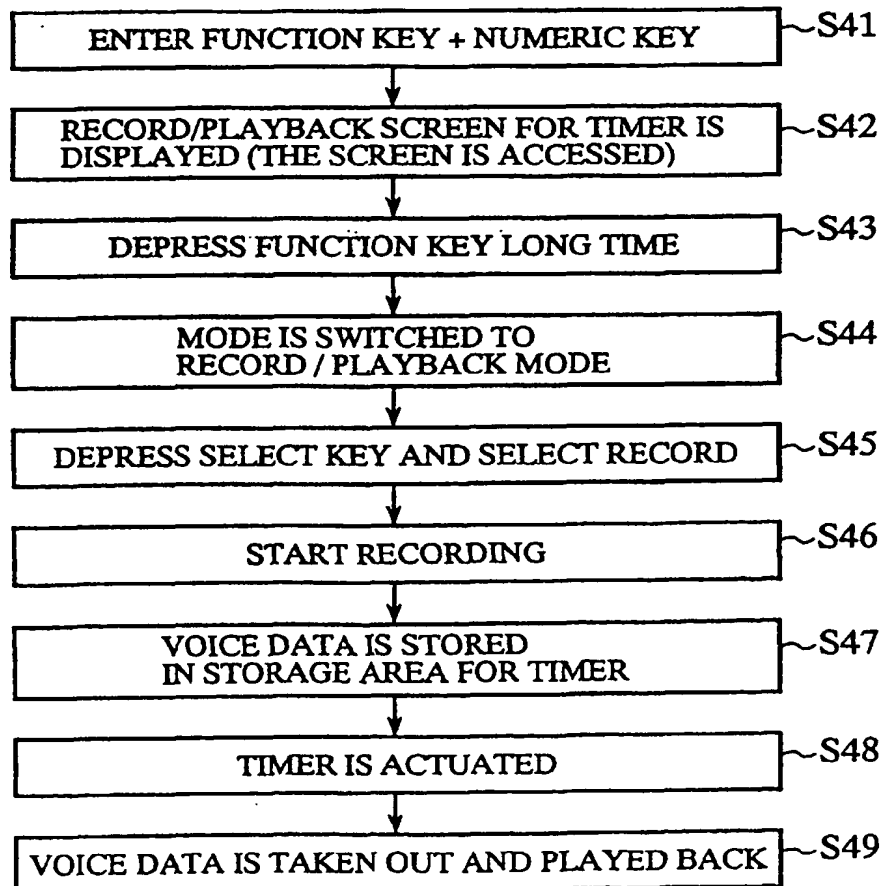 ENTER FUNCTION KEY + NUMERIC KEY
S41
RECORD/PLAYBACK SCREEN FOR TIMER IS
DISPLAYED (THE SCREEN IS ACCESSED)
S42
DEPRESS FUNCTION KEY LONG TIME
S43
MODE IS SWITCHED TO
RECORD / PLAYBACK MODE
S44
DEPRESS SELECT KEY AND SELECT RECORD
S45
START RECORDING
S46
VOICE DATA IS STORED
IN STORAGE AREA FOR TIMER
S47
TIMER IS ACTUATED
S48
VOICE DATA IS TAKEN OUT AND PLAYED BACK
S49